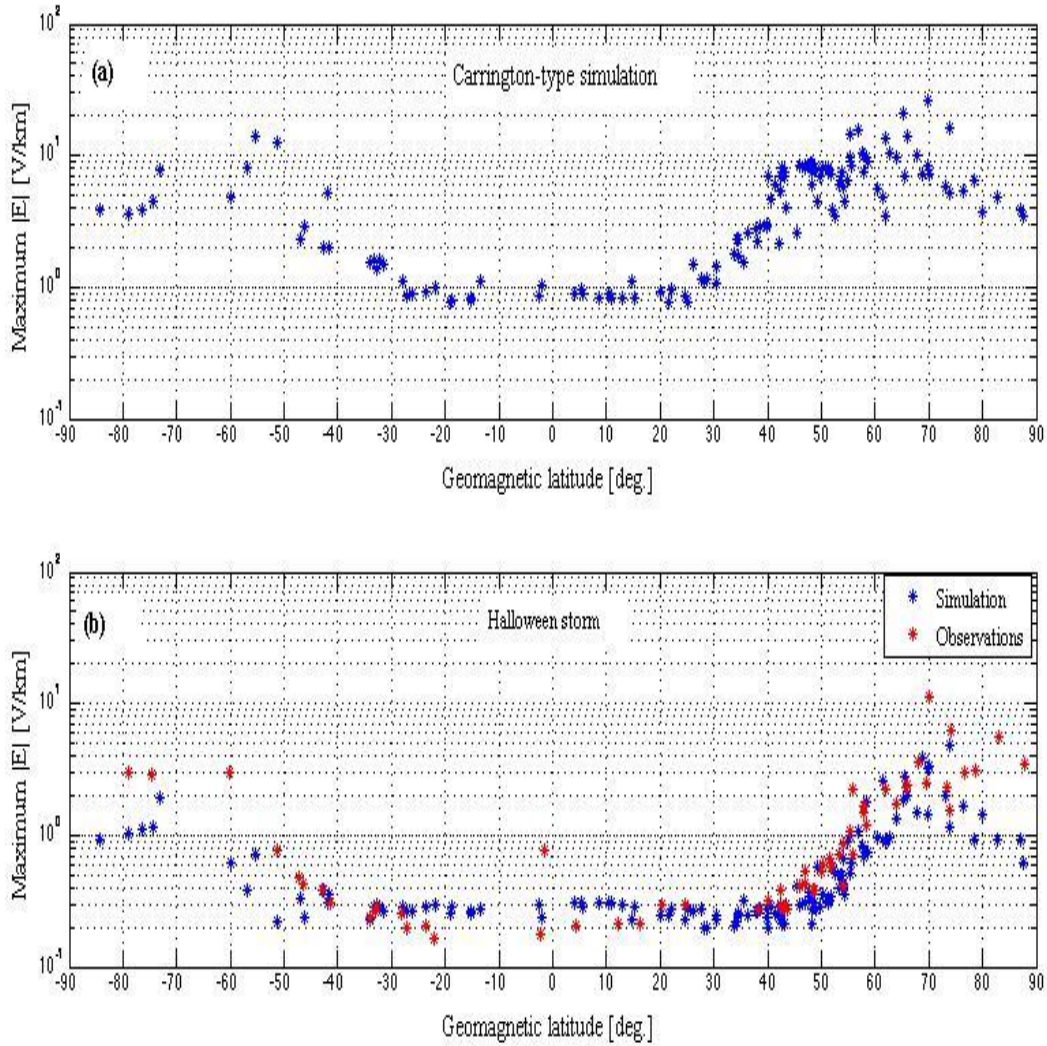 10²
(a)
Carrington-type simulation
10¹
10⁰
10⁻¹
Maximum |E| [V/km]
-90 -80 -70 -60 -50 -40 -30 -20 -10 0 10 20 30 40 50 60 70 80 90
Geomagnetic latitude [deg.]
10²
(b)
Halloween storm
Simulation
Observations
10¹
10⁰
10⁻¹
Maximum |E| [V/km]
-90 -80 -70 -60 -50 -40 -30 -20 -10 0 10 20 30 40 50 60 70 80 90
Geomagnetic latitude [deg.]